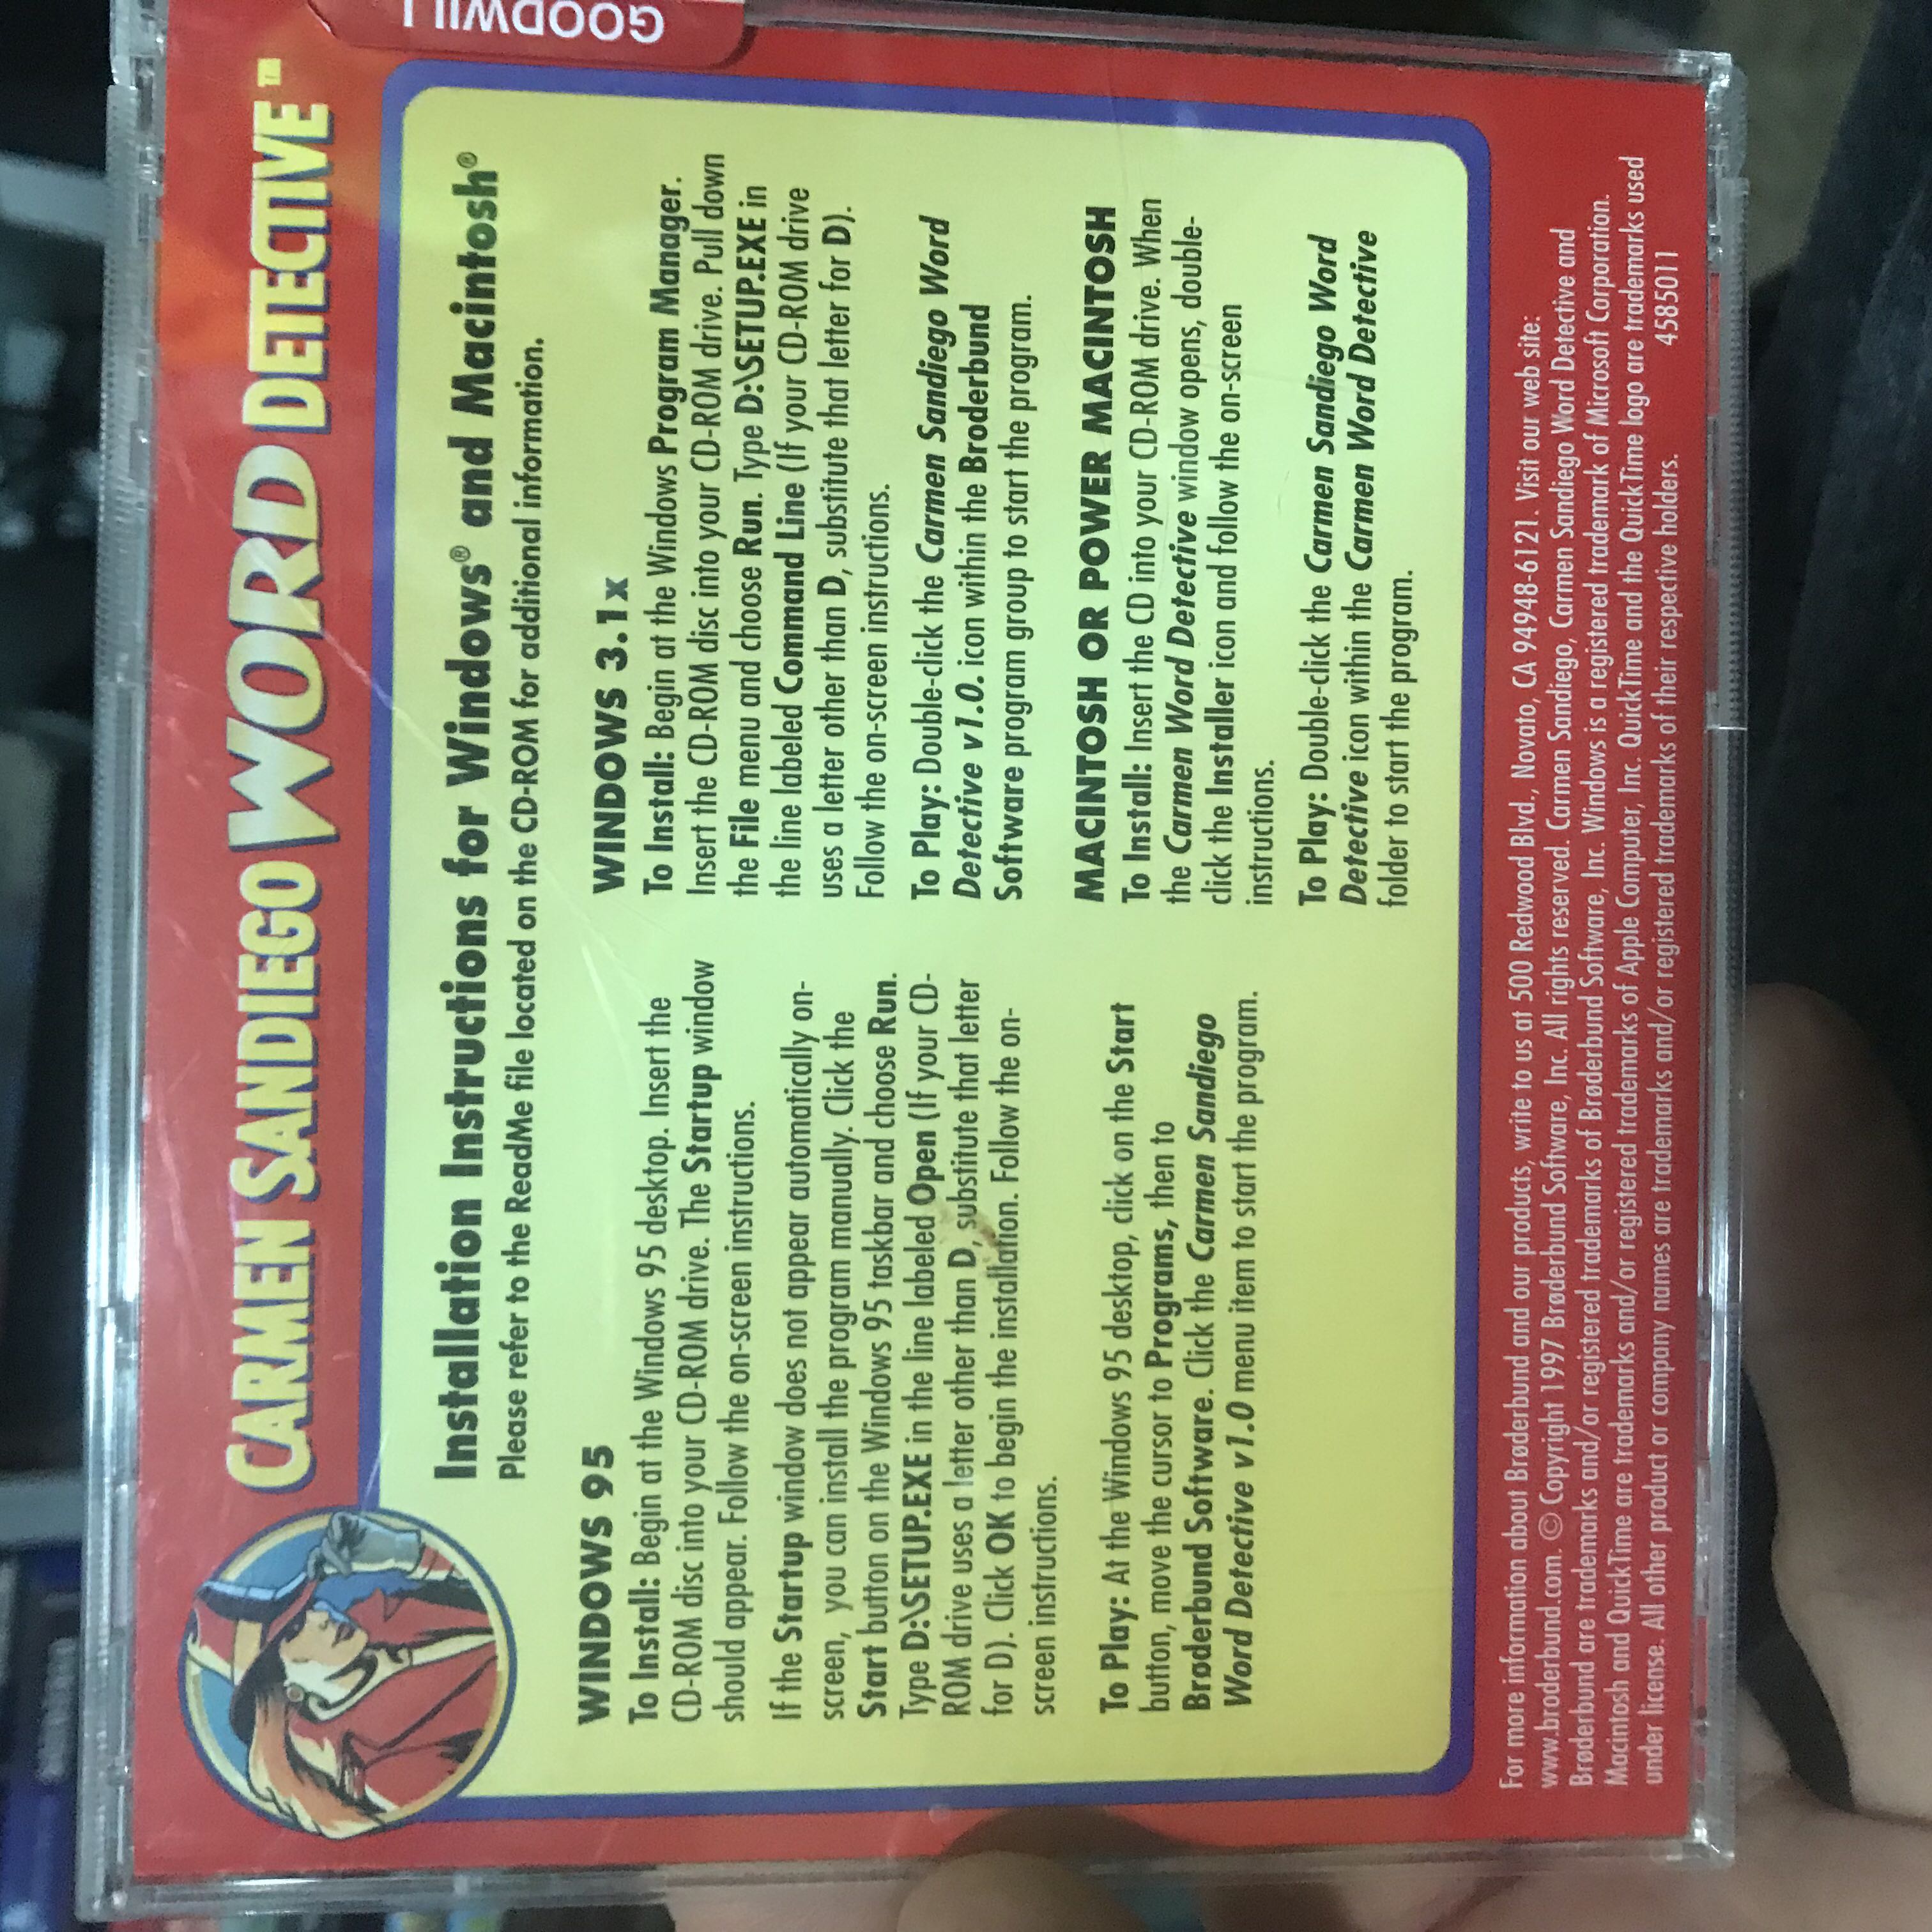 GOODWILL
CARMEN SANDIEGO WORD DETECTIVE™
Installation Instructions for Windows® and Macintosh®
Please refer to the ReadMe file located on the CD-ROM for additional information.
WINDOWS 95
To Install: Begin at the Windows 95 desktop. Insert the
CD-ROM disc into your CD-ROM drive. The Startup window
should appear. Follow the on-screen instructions.
If the Startup window does not appear automatically on-
screen, you can install the program manually. Click the
Start button on the Windows 95 taskbar and choose Run.
Type D:\SETUP.EXE in the line labeled Open (If your CD-
ROM drive uses a letter other than D, substitute that letter
for D). Click OK to begin the installation. Follow the on-
screen instructions.
To Play: At the Windows 95 desktop, click on the Start
button, move the cursor to Programs, then to
Brøderbund Software. Click the Carmen Sandiego
Word Detective v1.0 menu item to start the program.
WINDOWS 3.1x
To Install: Begin at the Windows Program Manager.
Insert the CD-ROM disc into your CD-ROM drive. Pull down
the File menu and choose Run. Type D:\SETUP.EXE in
the line labeled Command Line (If your CD-ROM drive
uses a letter other than D, substitute that letter for D).
Follow the on-screen instructions.
To Play: Double-click the Carmen Sandiego Word
Detective v1.0. icon within the Broderbund
Software program group to start the program.
MACINTOSH OR POWER MACINTOSH
To Install: Insert the CD into your CD-ROM drive. When
the Carmen Word Detective window opens, double-
click the Installer icon and follow the on-screen
instructions.
To Play: Double-click the Carmen Sandiego Word
Detective icon within the Carmen Word Detective
folder to start the program.
For more information about Brøderbund and our products, write to us at 500 Redwood Blvd., Novato, CA 94948-6121. Visit our web site:
www.broderbund.com. © Copyright 1997 Brøderbund Software, Inc. All rights reserved. Carmen Sandiego, Carmen Sandiego Word Detective and
Brøderbund are trademarks and/or registered trademarks of Brøderbund Software, Inc. Windows is a registered trademark of Microsoft Corporation.
Macintosh and QuickTime are trademarks and/or registered trademarks of Apple Computer, Inc. QuickTime and the QuickTime logo are trademarks used
under license. All other product or company names are trademarks and/or registered trademarks of their respective holders. 4585011